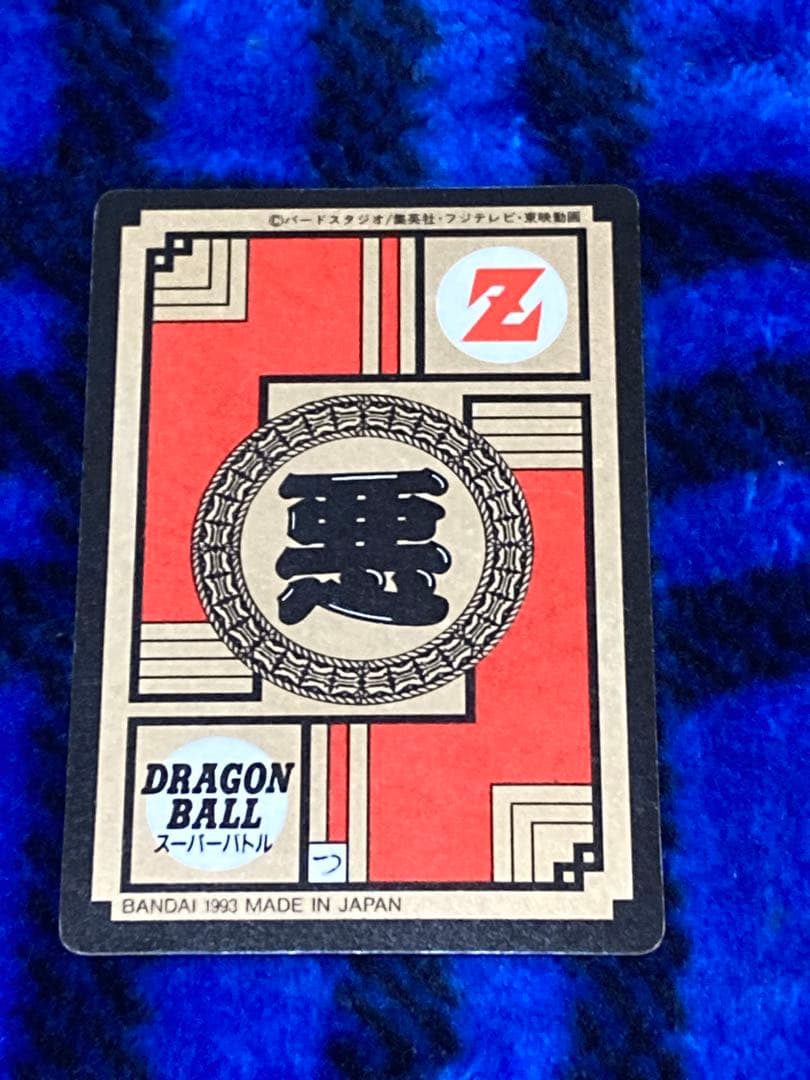 ©バードスタジオ/集英社・フジテレビ・東映動画
Z
悪
DRAGON
BALL
スーパーバトル
つ
BANDAI 1993 MADE IN JAPAN